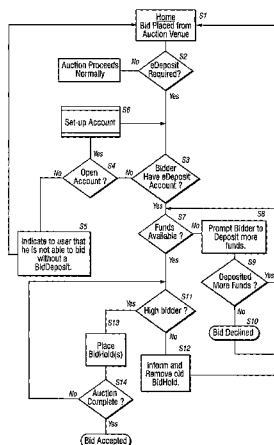 S1
Home
Bid Placed from
Auction Venue
S2
Auction Proceeds
Normally
No
eDeposit
Required?
Yes
S6
Set-up Account
Yes
S4
Open
Account ?
No
No
S3
Bidder
Have eDeposit
Account ?
Yes
S5
Indicate to user that
he is not able to bid
without a
BidDeposit.
S7
Funds
Available ?
No
Yes
S8
Prompt Bidder to
Deposit more
funds.
S9
Deposited
More Funds ?
No
S10
Bid Declined
S11
High bidder ?
Yes
No
S13
Place
BidHold(s)
S12
Inform and
Remove old
BidHold.
S14
Auction
Complete ?
No
Yes
Bid Accepted